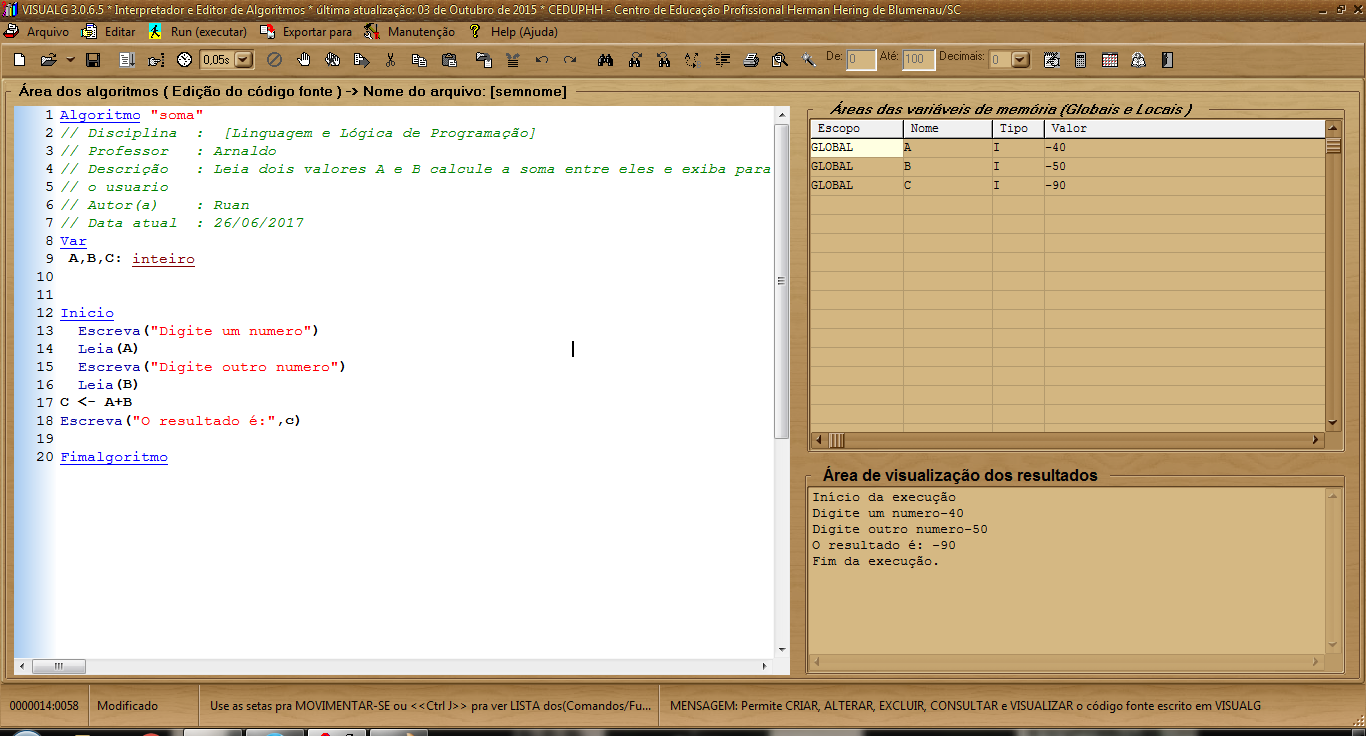 VISUALG 3.0.6.5 * Interpretador e Editor de Algoritmos * última atualização: 03 de Outubro de 2015 * CEDUPHH - Centro de Educação Profissional Herman Hering de Blumenau/SC
Arquivo Editar Run (executar) Exportar para Manutenção Help (Ajuda)
0,05s De: 0 Até: 100 Decimais: 0
Área dos algoritmos ( Edição do código fonte ) -> Nome do arquivo: [semnome]
1 Algoritmo "soma"
2 // Disciplina : [Linguagem e Lógica de Programação]
3 // Professor : Arnaldo
4 // Descrição : Leia dois valores A e B calcule a soma entre eles e exiba para
5 // o usuario
6 // Autor(a) : Ruan
7 // Data atual : 26/06/2017
8 Var
9 A,B,C: inteiro
10
11
12 Inicio
13 Escreva("Digite um numero")
14 Leia(A)
15 Escreva("Digite outro numero")
16 Leia(B)
17 C <- A+B
18 Escreva("O resultado é:",c)
19
20 Fimalgoritmo
Áreas das variáveis de memória (Globais e Locais )
Escopo Nome Tipo Valor
GLOBAL A I -40
GLOBAL B I -50
GLOBAL C I -90
Área de visualização dos resultados
Início da execução
Digite um numero-40
Digite outro numero-50
O resultado é: -90
Fim da execução.
0000014:0058 Modificado Use as setas pra MOVIMENTAR-SE ou <<Ctrl J>> pra ver LISTA dos(Comandos/Fu... MENSAGEM: Permite CRIAR, ALTERAR, EXCLUIR, CONSULTAR e VISUALIZAR o código fonte escrito em VISUALG